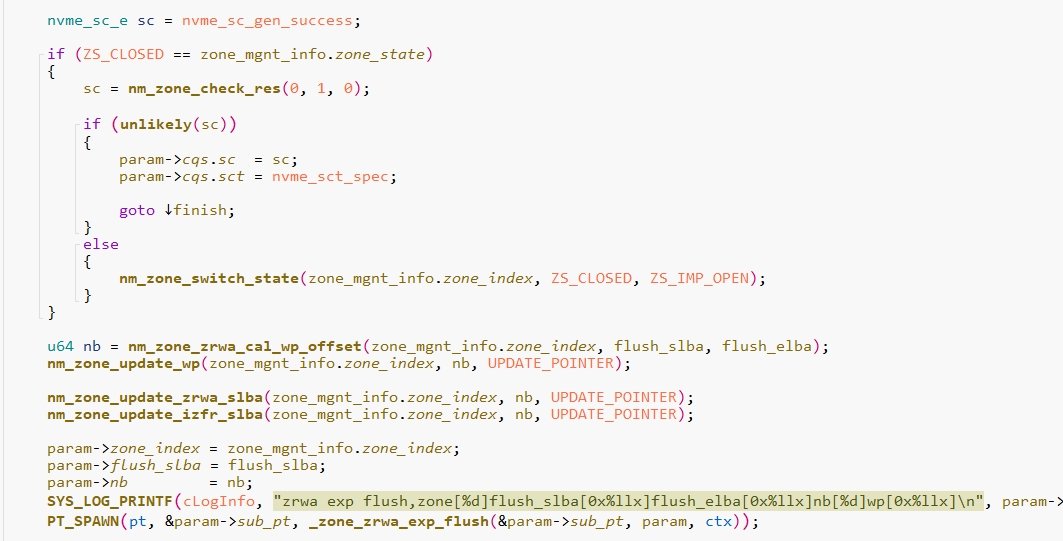 nvme_sc_e sc = nvme_sc_gen_success;
if (ZS_CLOSED == zone_mgnt_info.zone_state)
{
sc = nm_zone_check_res(0, 1, 0);
if (unlikely(sc))
{
param->cqs.sc  = sc;
param->cqs.sct = nvme_sct_spec;
goto ↓finish;
}
else
{
nm_zone_switch_state(zone_mgnt_info.zone_index, ZS_CLOSED, ZS_IMP_OPEN);
}
}
u64 nb = nm_zone_zrwa_cal_wp_offset(zone_mgnt_info.zone_index, flush_slba, flush_elba);
nm_zone_update_wp(zone_mgnt_info.zone_index, nb, UPDATE_POINTER);
nm_zone_update_zrwa_slba(zone_mgnt_info.zone_index, nb, UPDATE_POINTER);
nm_zone_update_izfr_slba(zone_mgnt_info.zone_index, nb, UPDATE_POINTER);
param->zone_index = zone_mgnt_info.zone_index;
param->flush_slba = flush_slba;
param->nb         = nb;
SYS_LOG_PRINTF(cLogInfo, "zrwa exp flush,zone[%d]flush_slba[0x%llx]flush_elba[0x%llx]nb[%d]wp[0x%llx]\n", param->
PT_SPAWN(pt, &param->sub_pt, _zone_zrwa_exp_flush(&param->sub_pt, param, ctx));